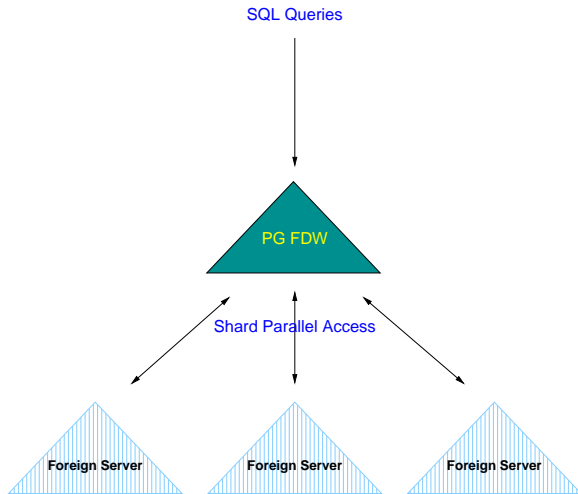 SQL Queries
PG FDW
Shard Parallel Access
Foreign Server
Foreign Server
Foreign Server